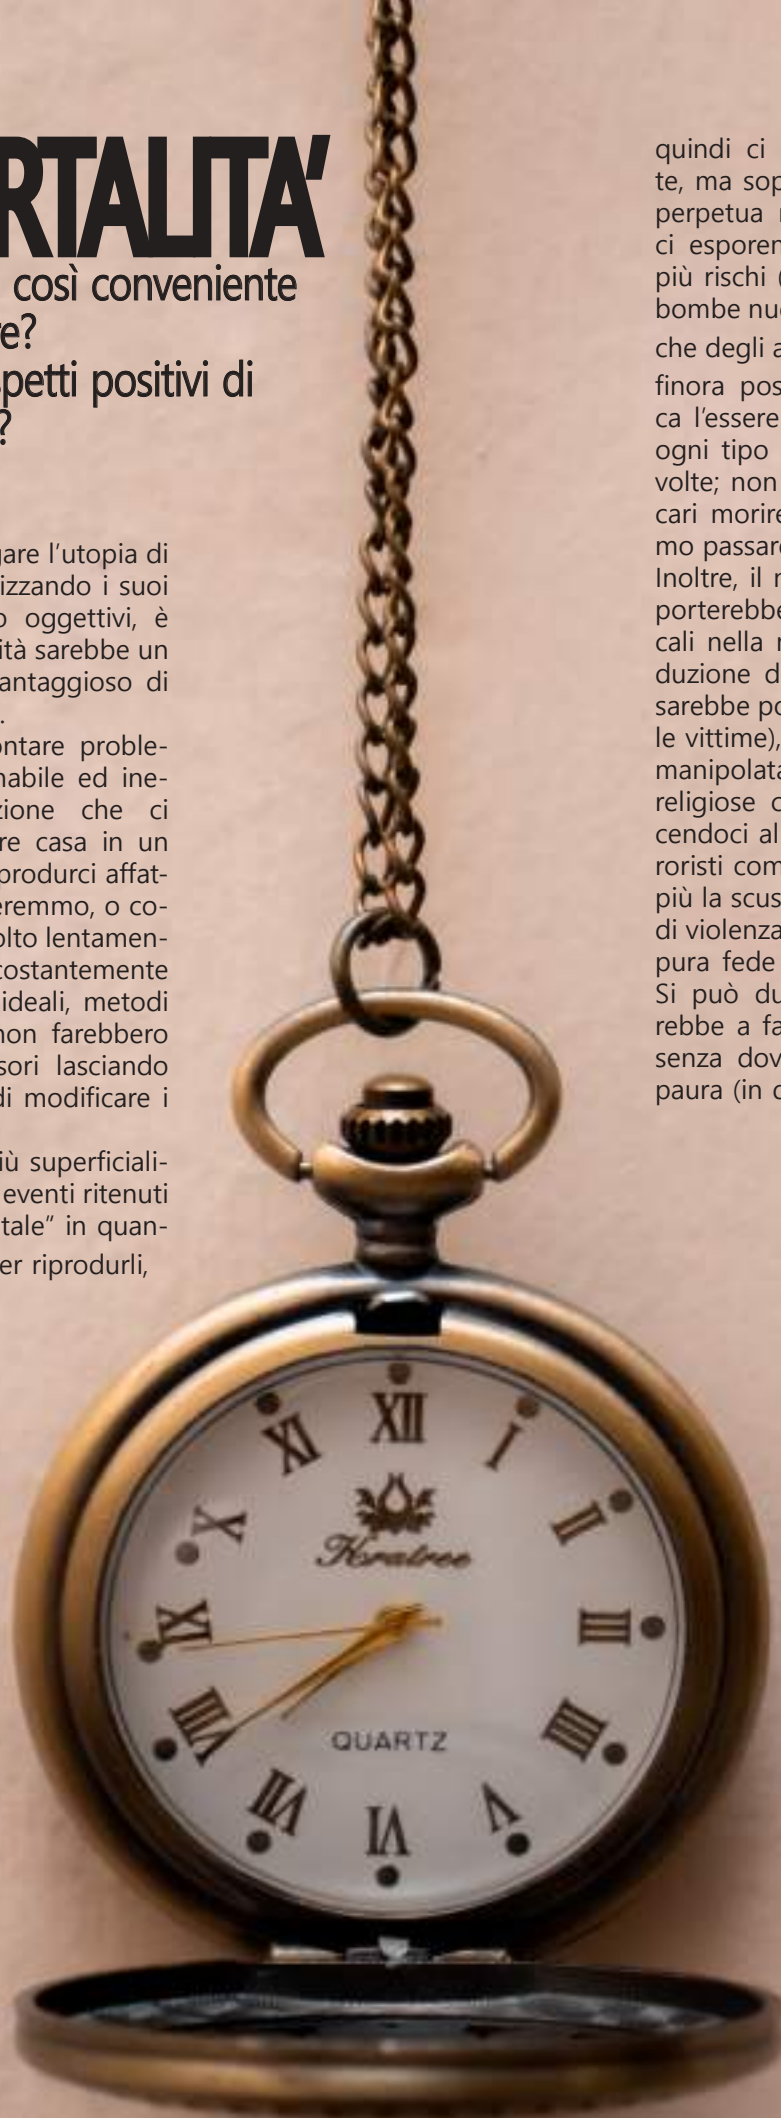 RTALITA’
così conveniente
re?
spetti positivi di
?
gare l’utopia di
izzando i suoi
o oggettivi, è
ità sarebbe un
antaggioso di
.
ontare proble-
nabile ed ine-
zione che ci
re casa in un
produrci affat-
eremmo, o co-
olto lentamen-
costantemente
ideali, metodi
non farebbero
sori lasciando
di modificare i
iù superficiali-
eventi ritenuti
tale” in quan-
er riprodurli,
quindi ci
te, ma sop
perpetua
ci esporen
più rischi (
bombe nu
che degli a
finora pos
ca l’essere
ogni tipo
volte; non
cari morire
mo passare
Inoltre, il
porterebbe
cali nella
duzione d
sarebbe po
le vittime),
manipolata
religiose c
cendoci al
roristi com
più la scus
di violenza
pura fede
Si può du
rebbe a fa
senza dov
paura (in c
XII
I
II
III
IIII
V
VI
VII
VIII
IX
X
XI
Kratree
QUARTZ